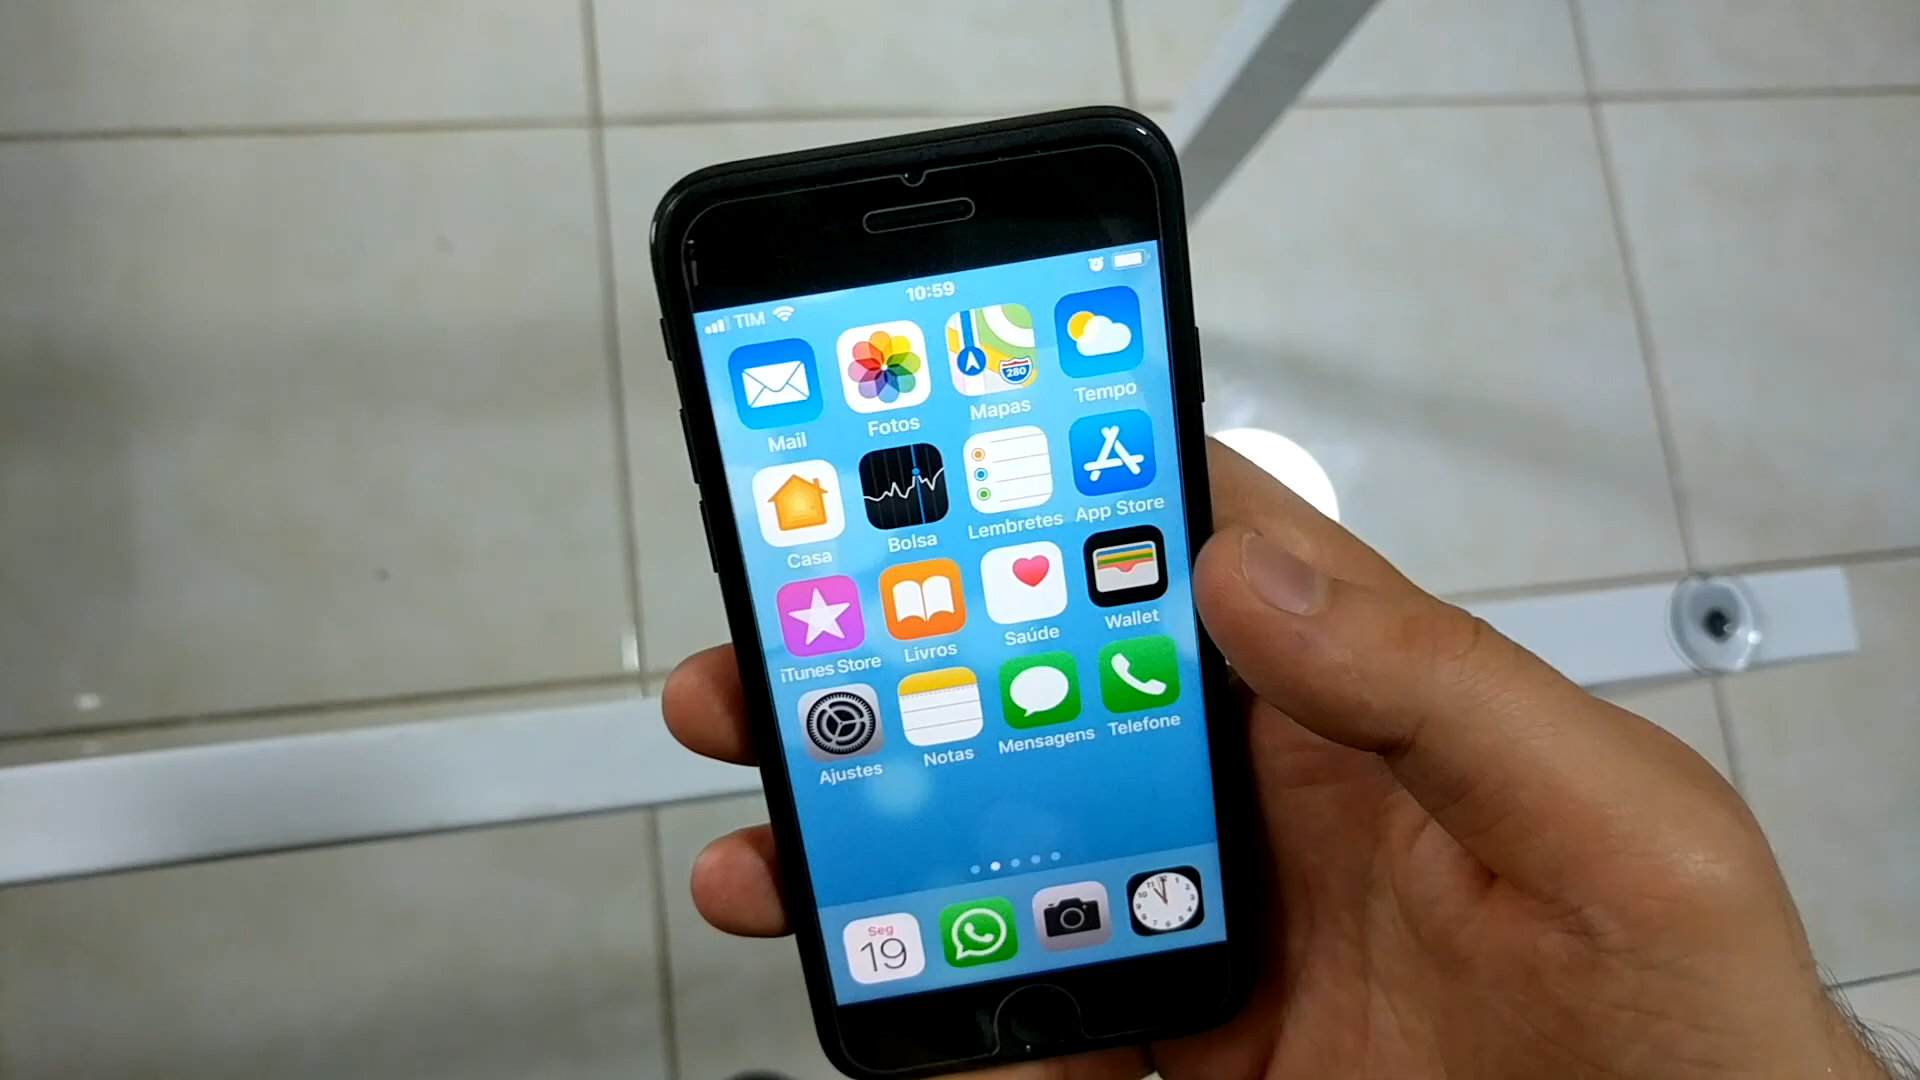 10:59
TIM
280
Mail Fotos Mapas Tempo
Casa Bolsa Lembretes App Store
iTunes Store Livros Saúde Wallet
Ajustes Notas Mensagens Telefone
Seg
19